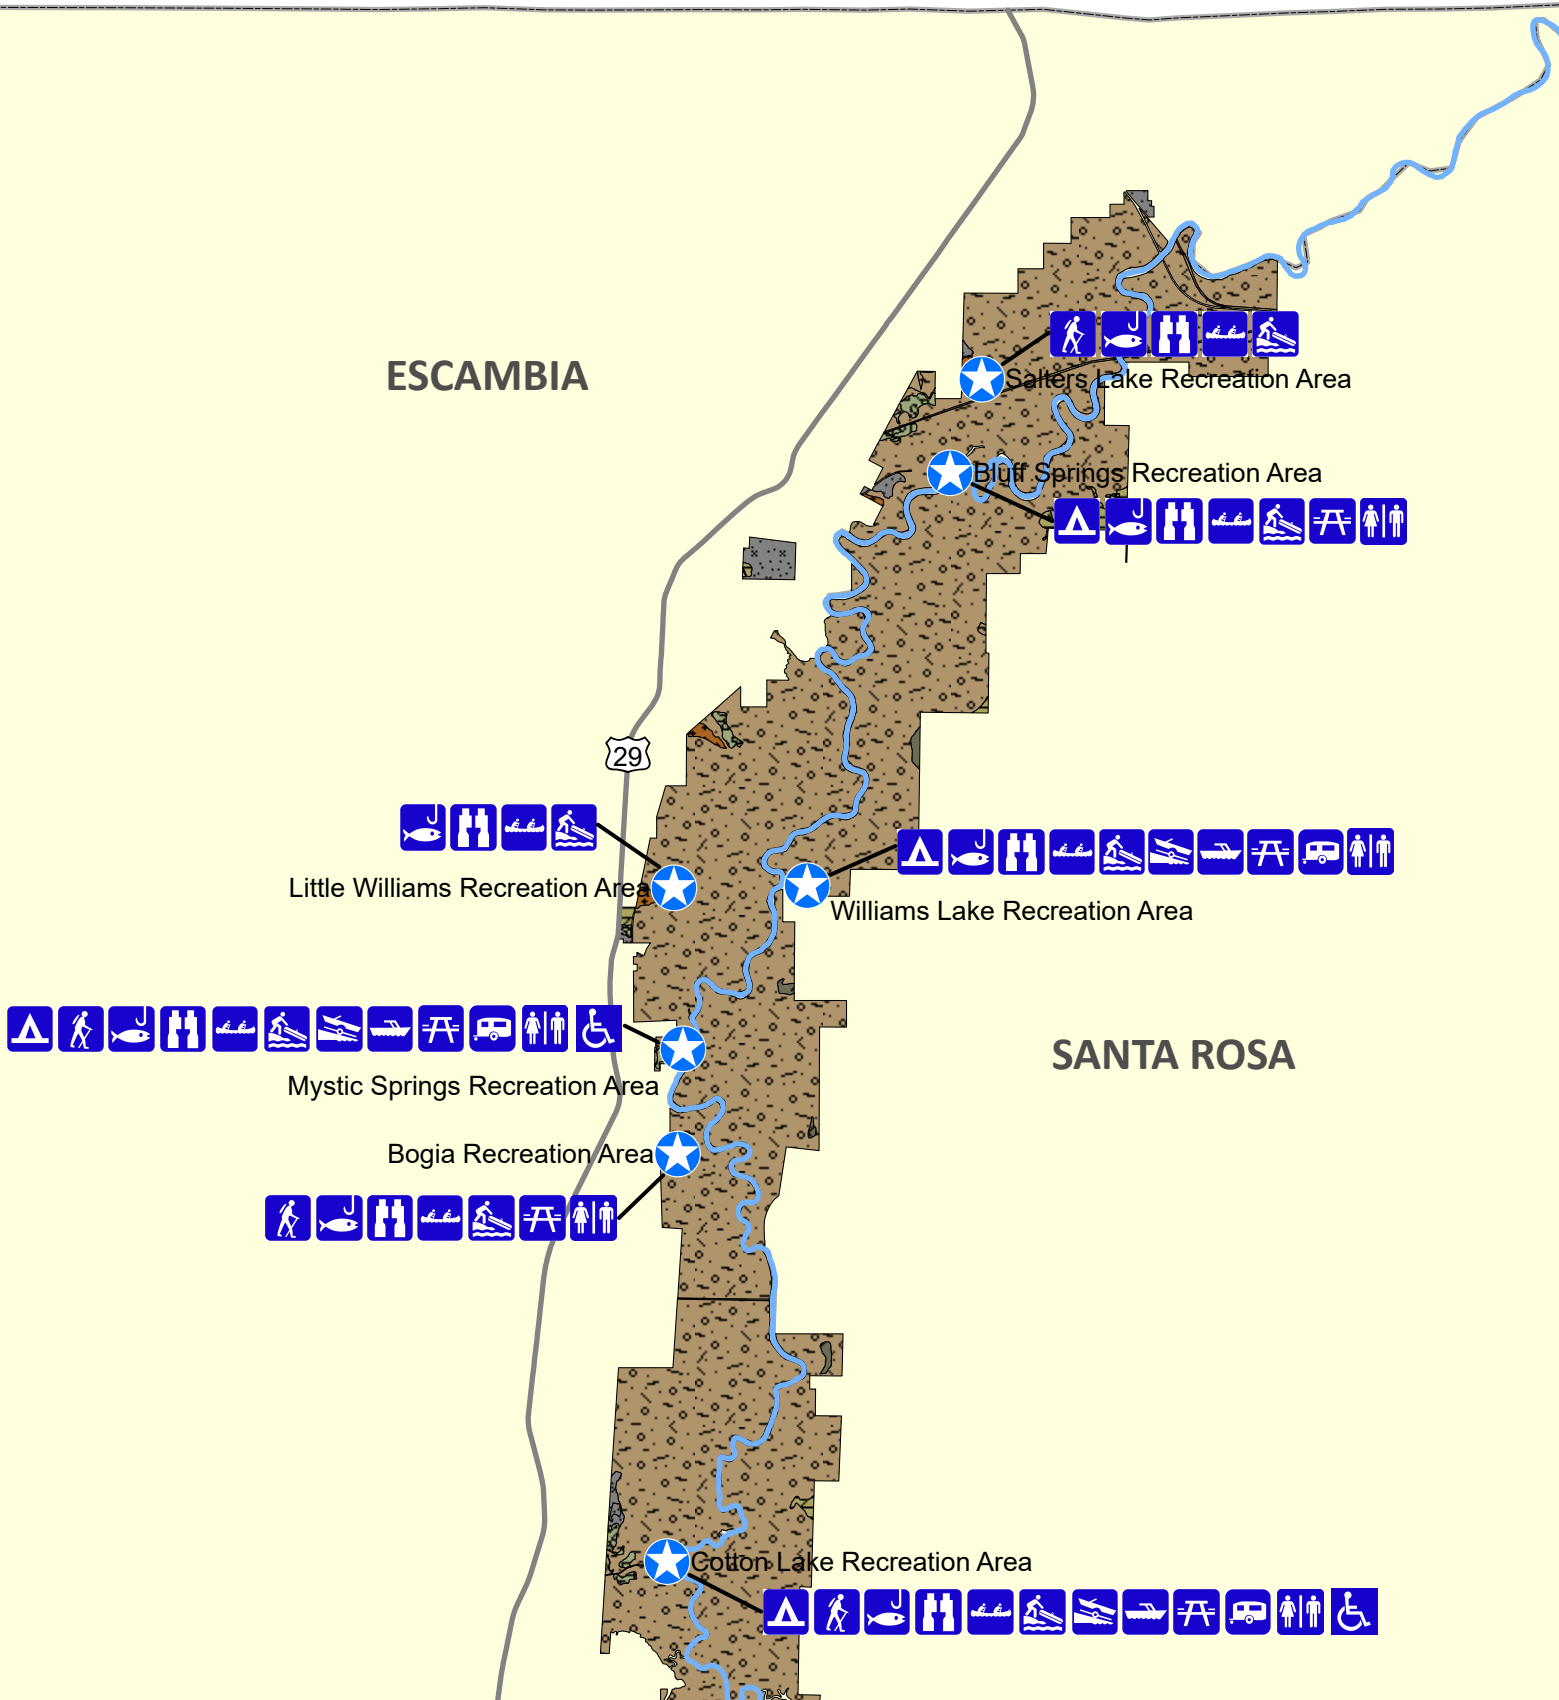 ESCAMBIA
Salters Lake Recreation Area
Bluff Springs Recreation Area
29
Little Williams Recreation Area
Williams Lake Recreation Area
SANTA ROSA
Mystic Springs Recreation Area
Bogia Recreation Area
Cotton Lake Recreation Area